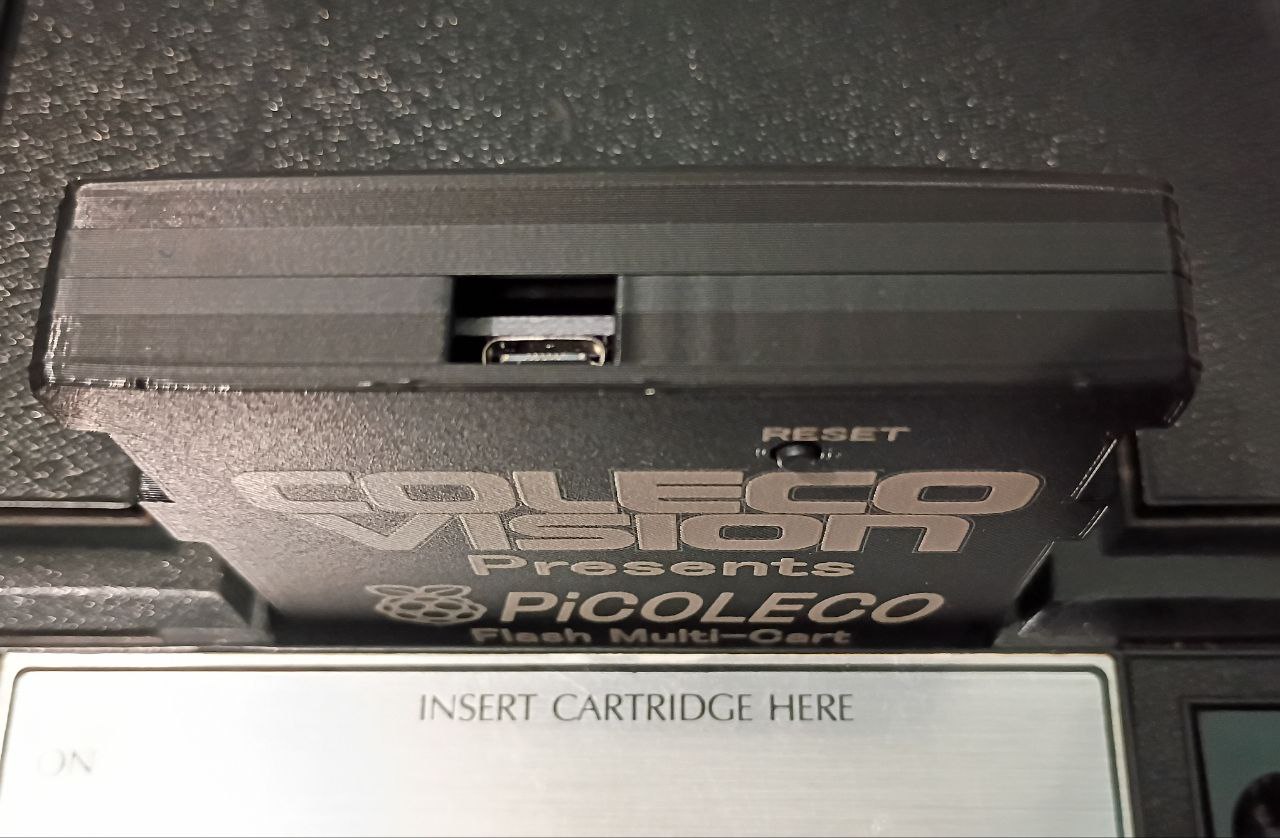 RESET
COLECO
VISION
Presents
PiCOLECO
Flash Multi-Cart
INSERT CARTRIDGE HERE
ON